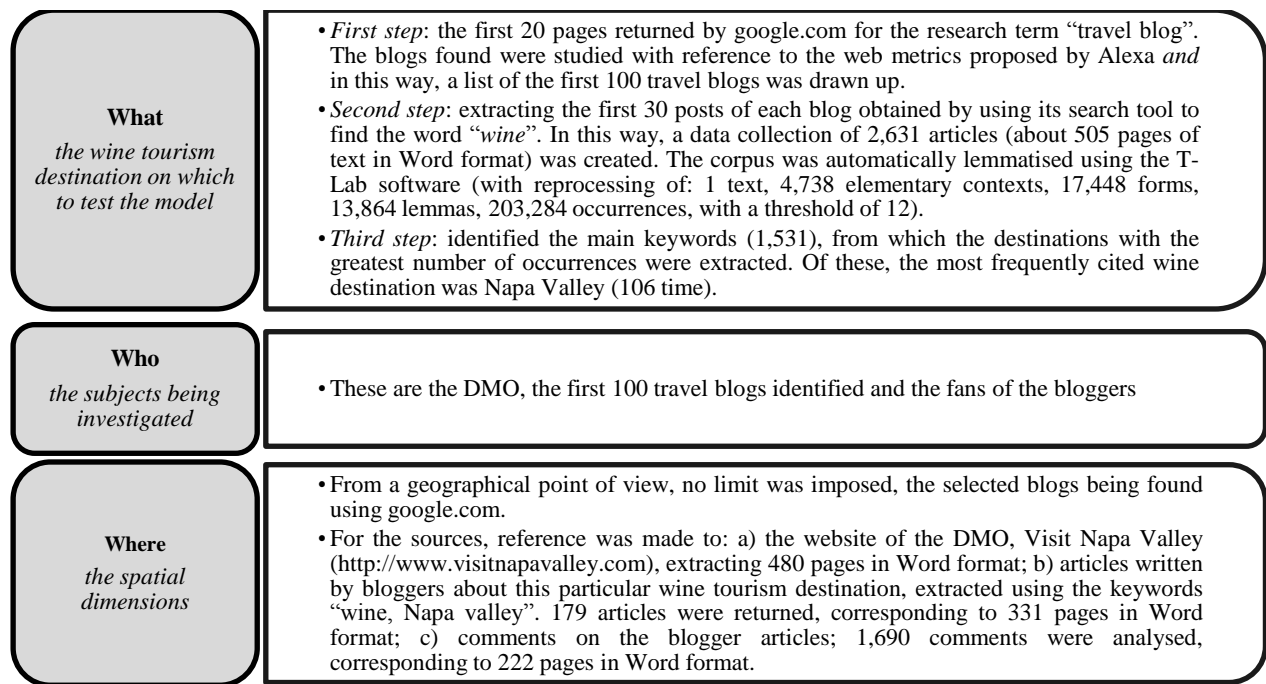 What
the wine tourism
destination on which
to test the model
• First step: the first 20 pages returned by google.com for the research term “travel blog”.
The blogs found were studied with reference to the web metrics proposed by Alexa and
in this way, a list of the first 100 travel blogs was drawn up.
• Second step: extracting the first 30 posts of each blog obtained by using its search tool to
find the word “wine”. In this way, a data collection of 2,631 articles (about 505 pages of
text in Word format) was created. The corpus was automatically lemmatised using the T-
Lab software (with reprocessing of: 1 text, 4,738 elementary contexts, 17,448 forms,
13,864 lemmas, 203,284 occurrences, with a threshold of 12).
• Third step: identified the main keywords (1,531), from which the destinations with the
greatest number of occurrences were extracted. Of these, the most frequently cited wine
destination was Napa Valley (106 time).
Who
the subjects being
investigated
• These are the DMO, the first 100 travel blogs identified and the fans of the bloggers
Where
the spatial
dimensions
• From a geographical point of view, no limit was imposed, the selected blogs being found
using google.com.
• For the sources, reference was made to: a) the website of the DMO, Visit Napa Valley
(http://www.visitnapavalley.com), extracting 480 pages in Word format; b) articles written
by bloggers about this particular wine tourism destination, extracted using the keywords
“wine, Napa valley”. 179 articles were returned, corresponding to 331 pages in Word
format; c) comments on the blogger articles; 1,690 comments were analysed,
corresponding to 222 pages in Word format.